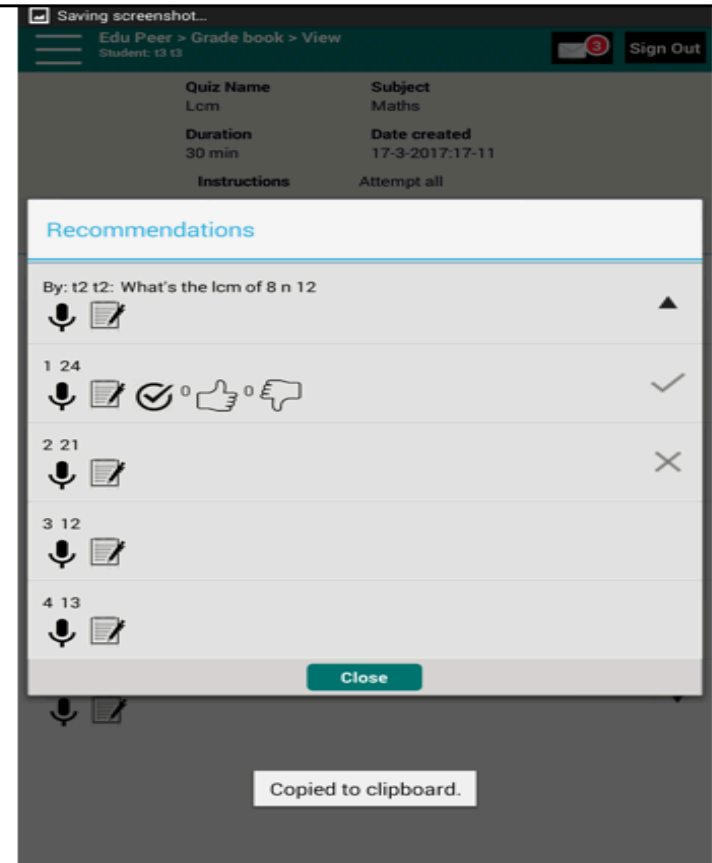 Saving screenshot...
Edu Peer > Grade book > View
Student: t3 t3
3
Sign Out
Quiz Name
Subject
Lcm
Maths
Duration
Date created
30 min
17-3-2017:17-11
Instructions
Attempt all
Recommendations
By: t2 t2: What's the lcm of 8 n 12
1 24
0 0
2 21
3 12
4 13
Close
Copied to clipboard.